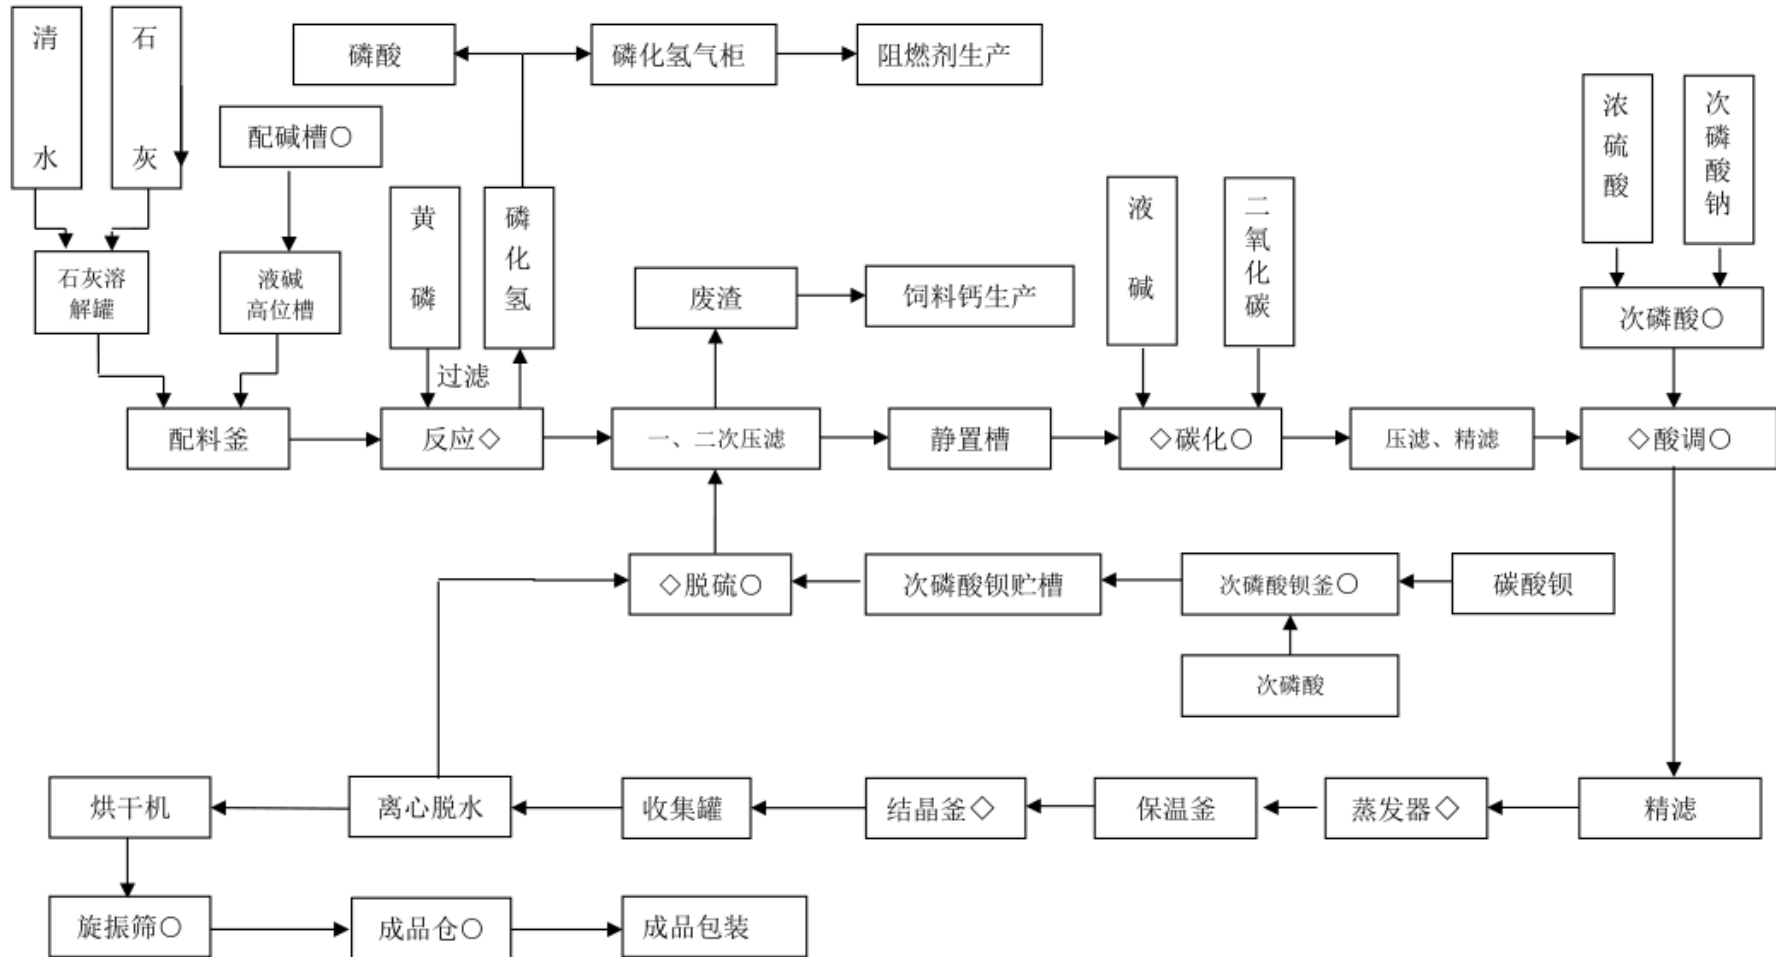 清水
石灰
磷酸
磷化氢气柜
阻燃剂生产
配碱槽○
浓硫酸
次磷酸钠
黄磷
磷化氢
液碱
二氧化碳
石灰溶
解罐
液碱
高位槽
废渣
饲料钙生产
次磷酸○
过滤
配料釜
反应◇
一、二次压滤
静置槽
◇碳化○
压滤、精滤
◇酸调○
◇脱硫○
次磷酸钡贮槽
次磷酸钡釜○
碳酸钡
次磷酸
烘干机
离心脱水
收集罐
结晶釜◇
保温釜
蒸发器◇
精滤
旋振筛○
成品仓○
成品包装